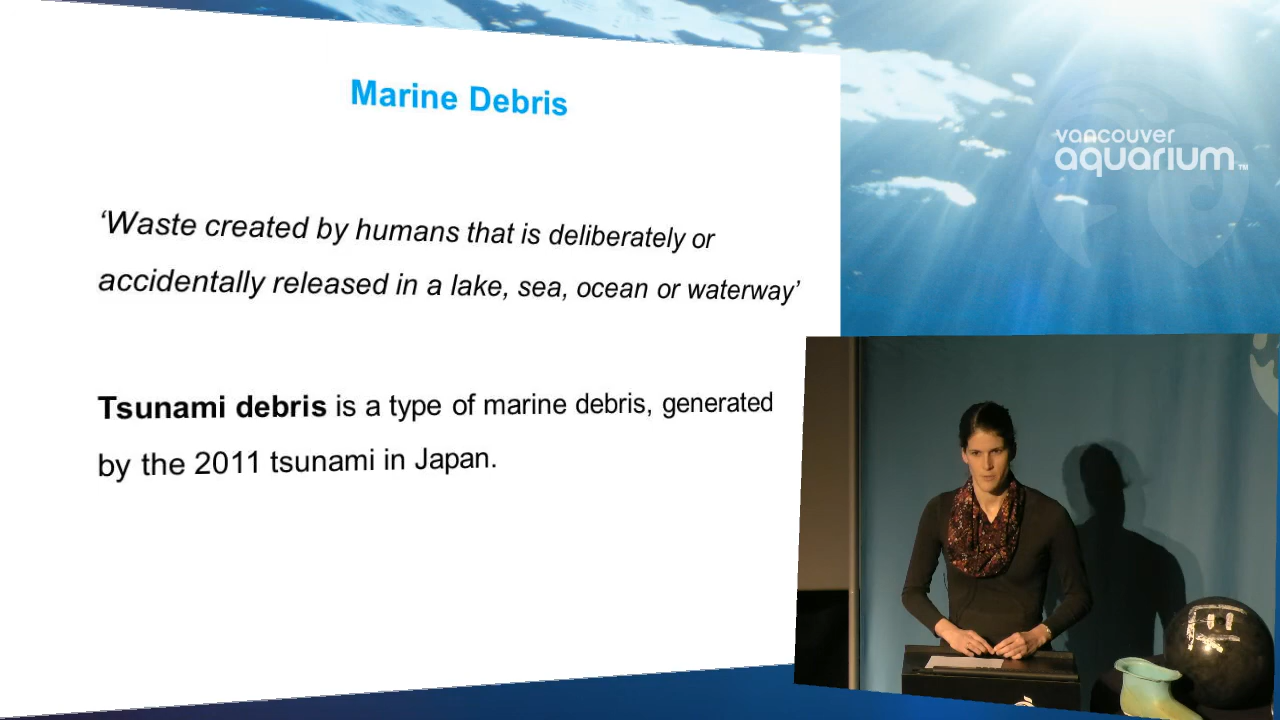 Marine Debris
‘Waste created by humans that is deliberately or
accidentally released in a lake, sea, ocean or waterway’
Tsunami debris is a type of marine debris, generated
by the 2011 tsunami in Japan.
vancouver
aquarium™